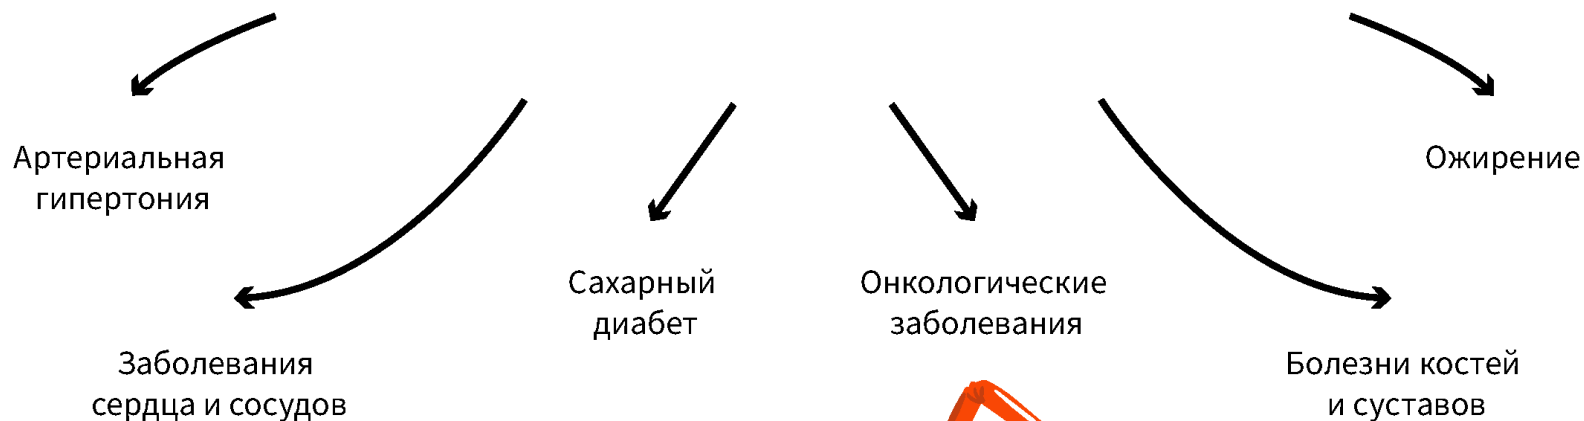 Артериальная
гипертония
Ожирение
Сахарный
диабет
Онкологические
заболевания
Заболевания
сердца и сосудов
Болезни костей
и суставов